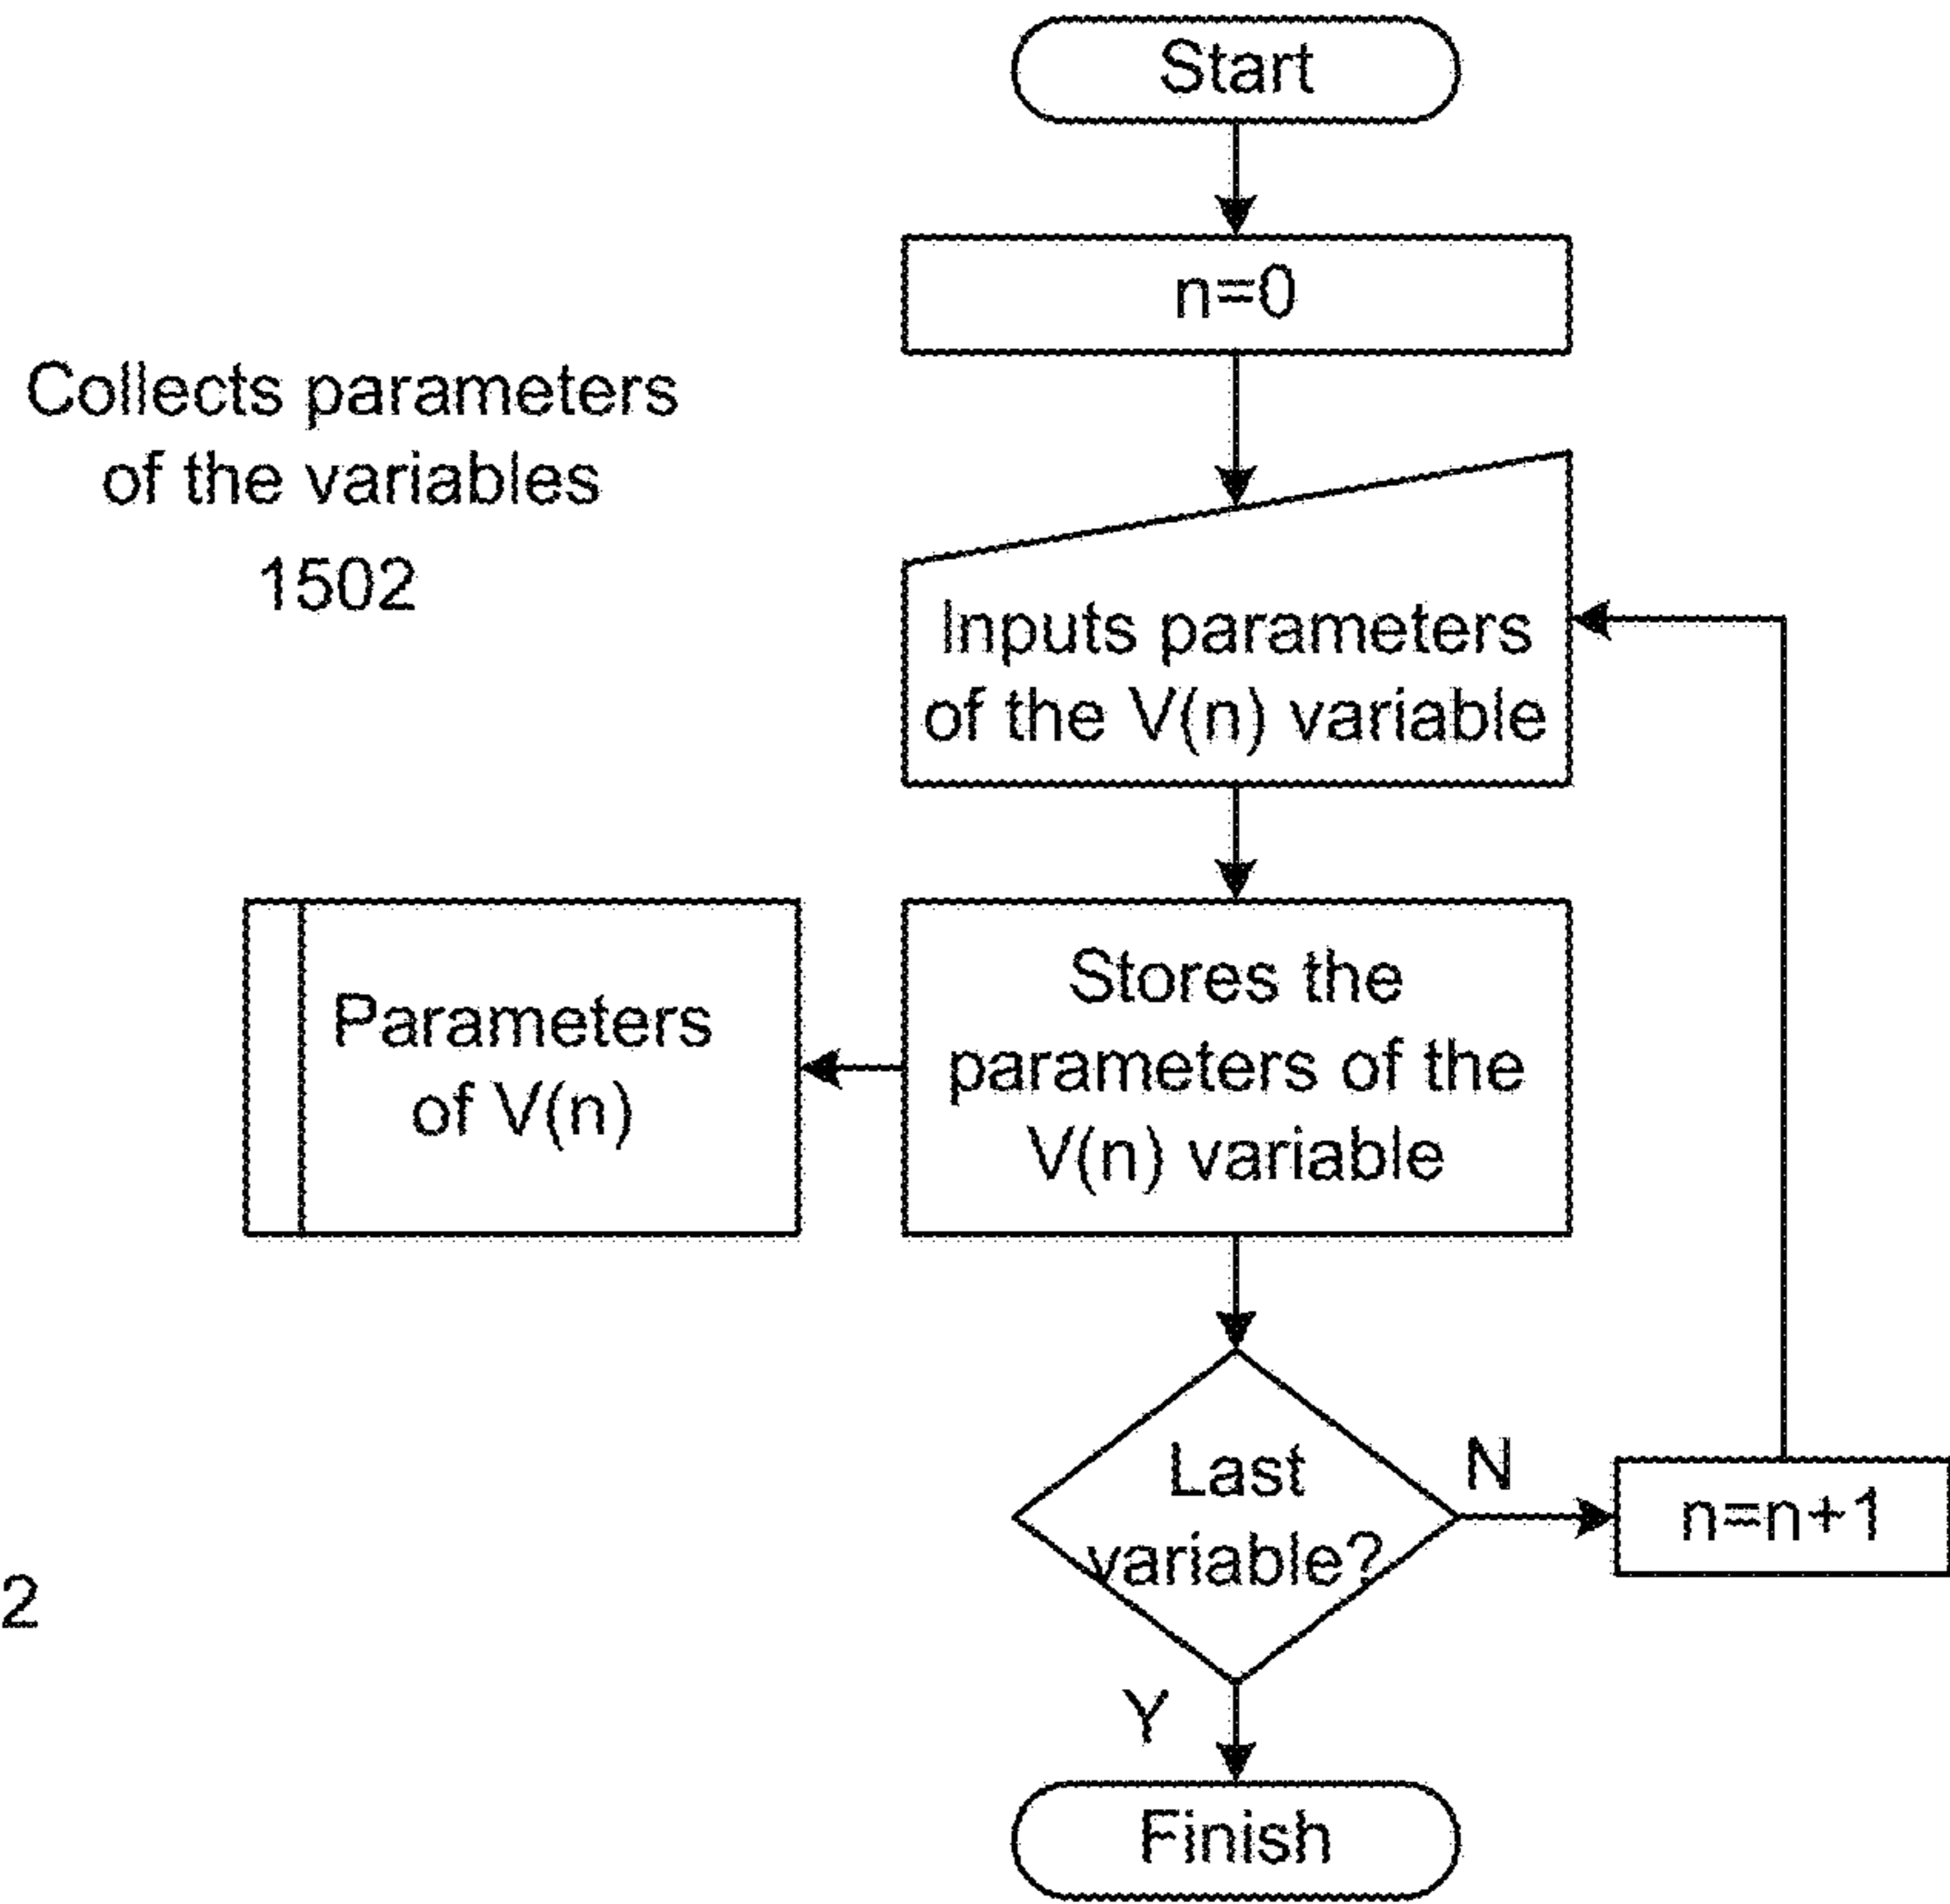 Start
n=0
Collects parameters
of the variables
1502
Inputs parameters
of the V(n) variable
Parameters
of V(n)
Stores the
parameters of the
V(n) variable
Last
variable?
N
n=n+1
2
Y
Finish